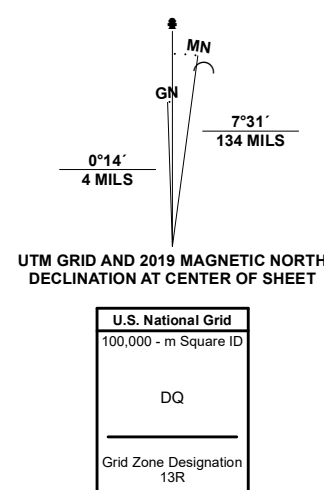 MN
GN
7°31´
134 MILS
0°14´
4 MILS
UTM GRID AND 2019 MAGNETIC NORTH
DECLINATION AT CENTER OF SHEET
U.S. National Grid
100,000 - m Square ID
DQ
Grid Zone Designation
13R